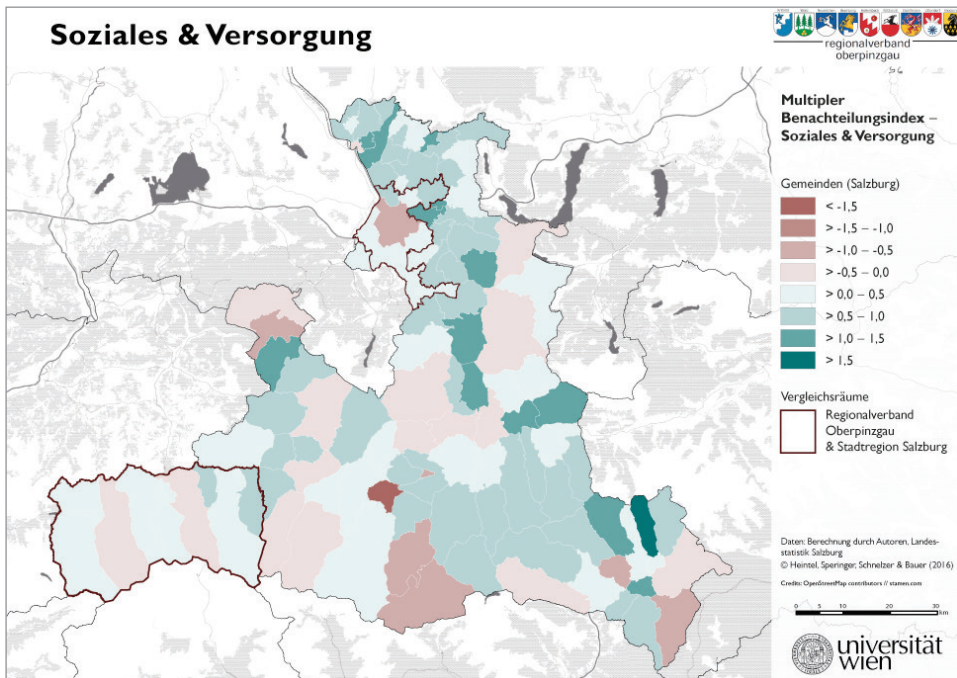 Soziales & Versorgung
regionalverband
oberpinzgau
Multipler
Benachteilungsindex –
Soziales & Versorgung
Gemeinden (Salzburg)
< -1,5
> -1,5 – -1,0
> -1,0 – -0,5
> -0,5 – 0,0
> 0,0 – 0,5
> 0,5 – 1,0
> 1,0 – 1,5
> 1,5
Vergleichsräume
Regionalverband
Oberpinzgau
& Stadtregion Salzburg
Daten: Berechnung durch Autoren, Landes-
statistik Salzburg
© Heintel, Speringer, Schnelzer & Bauer (2016)
Credits: OpenStreetMap contributors // stamen.com
0 5 10 20 30
km
universität
wien